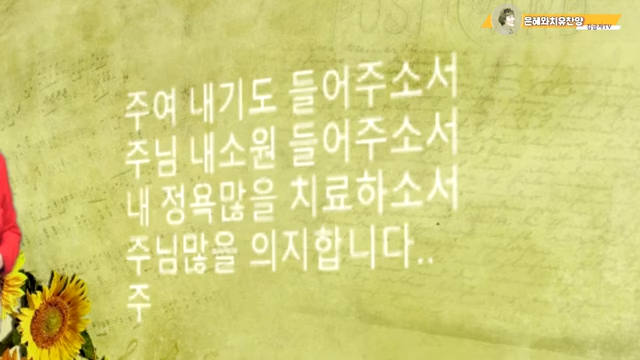 은혜와치유찬양
주여 내기도 들어주소서
주님 내소원 들어주소서
내 정욕많을 치료하소서
주님많을 의지합니다..
주